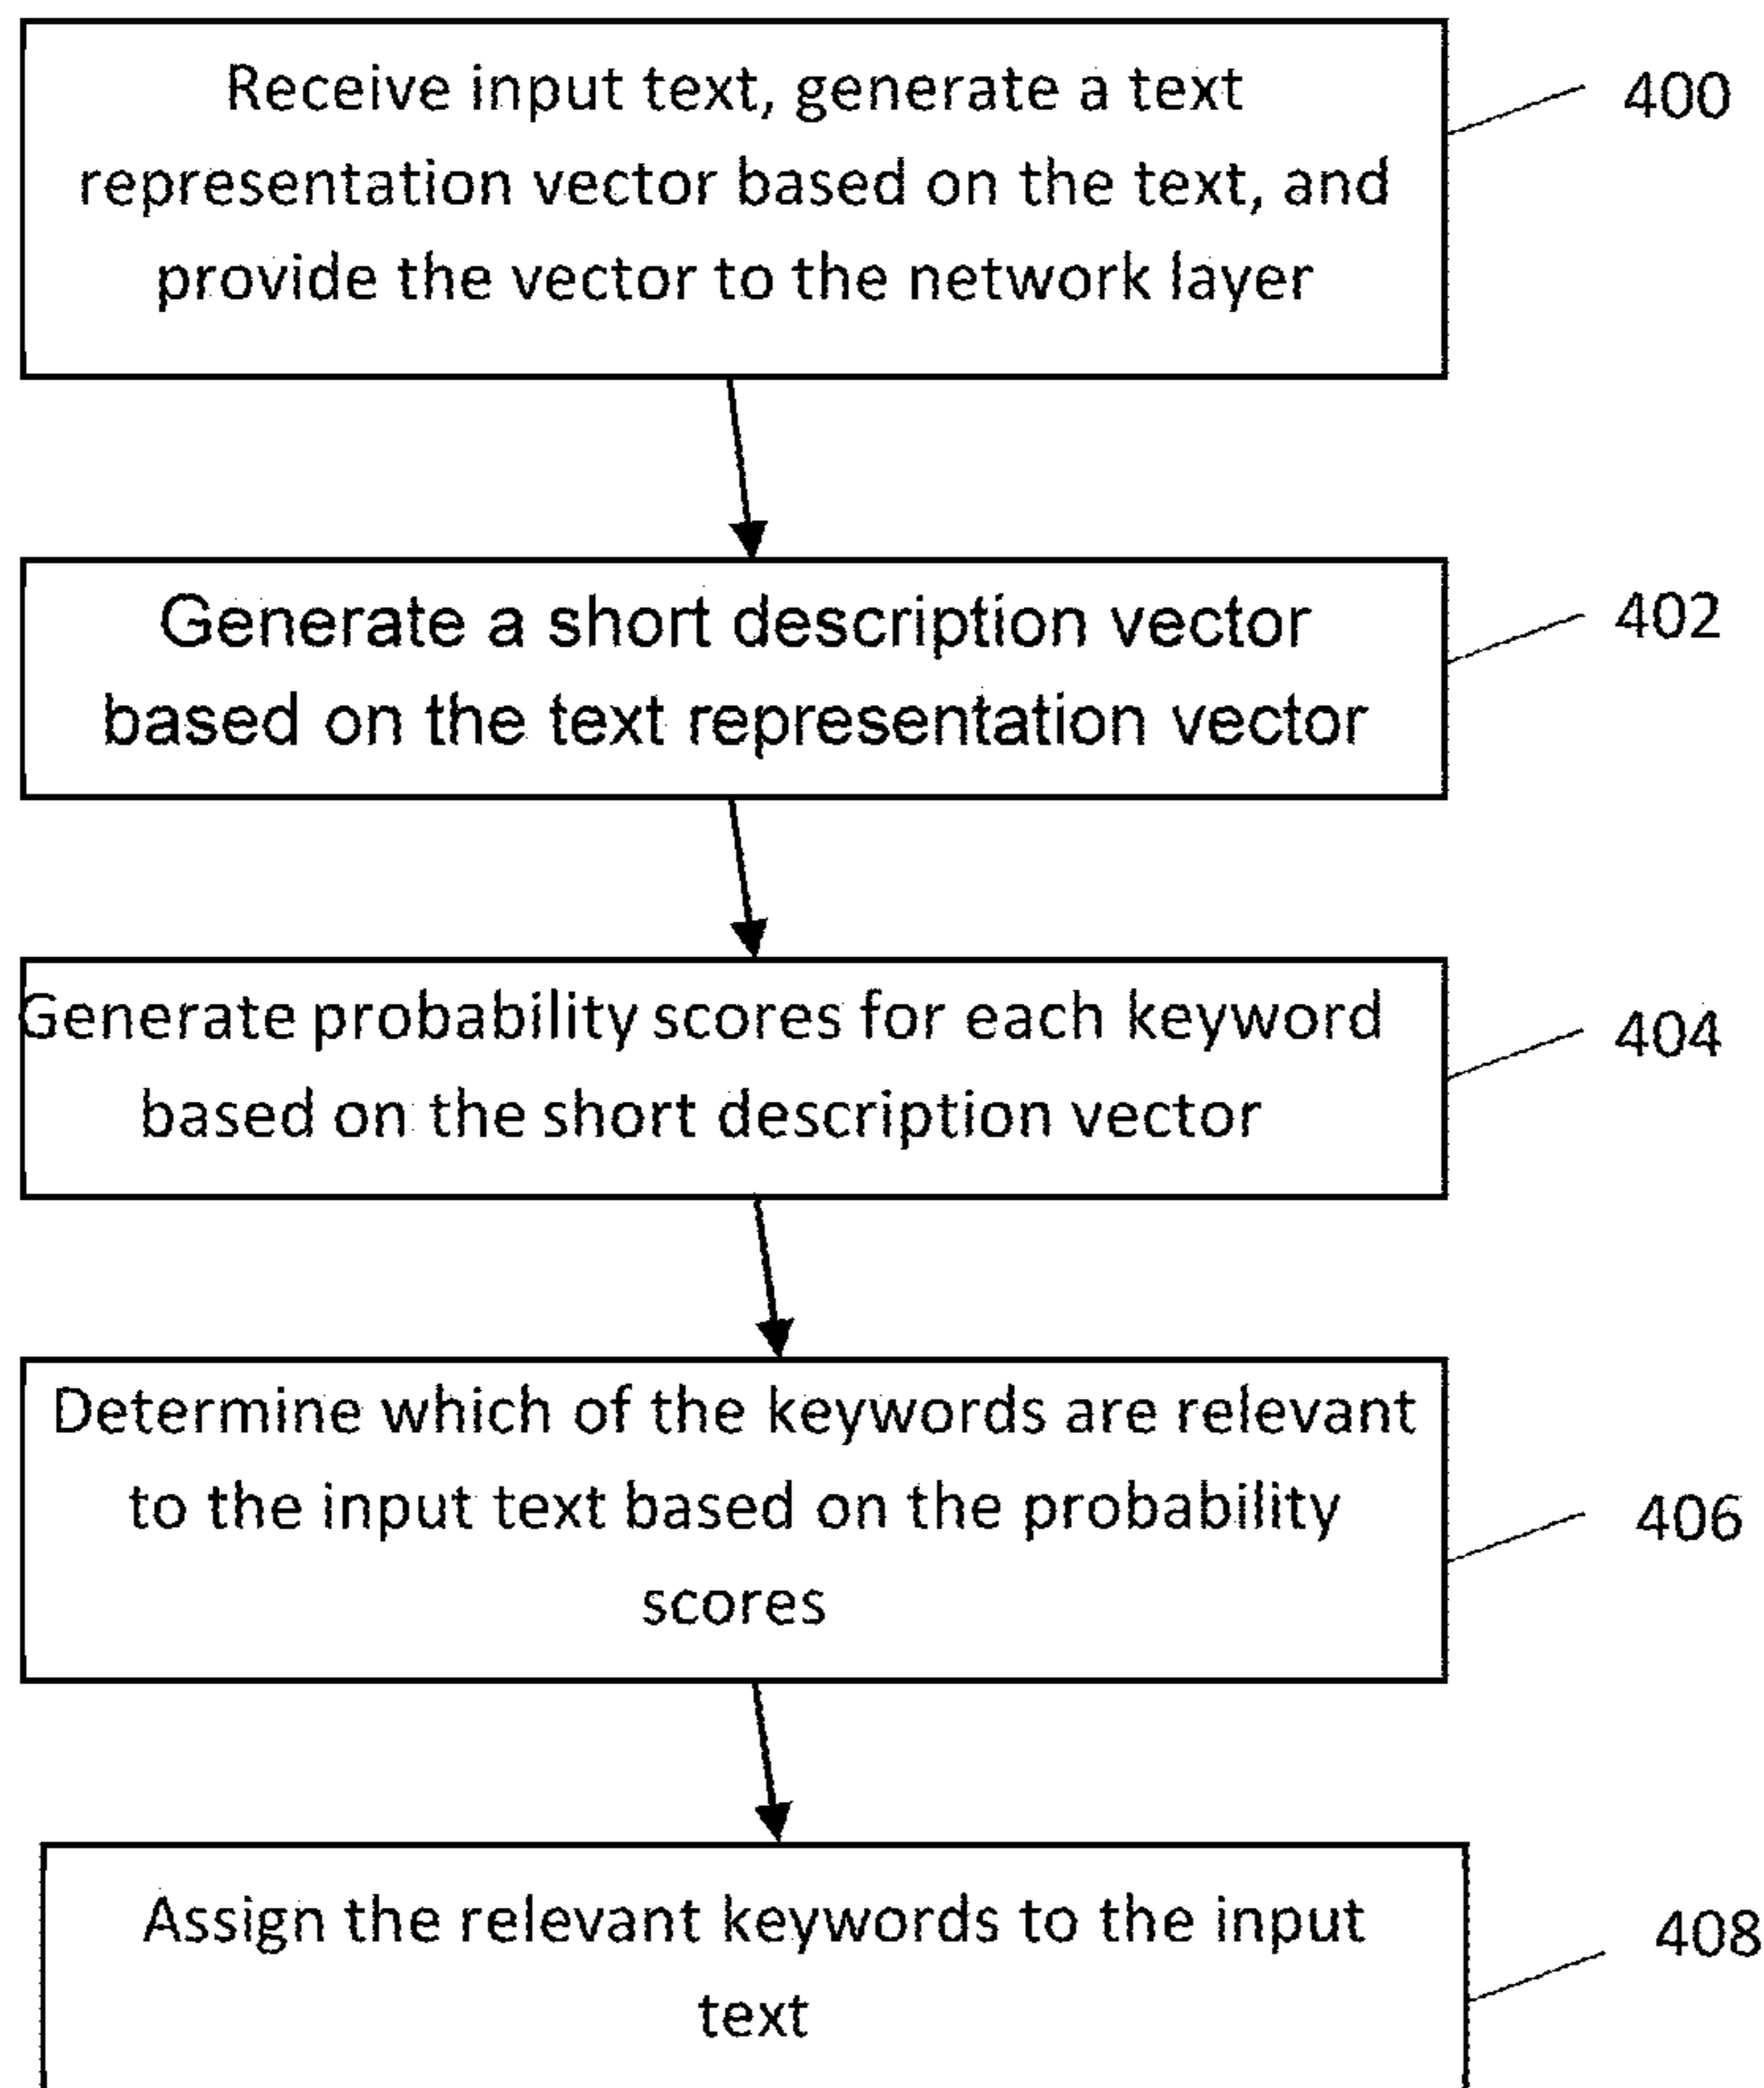 Receive input text, generate a text
representation vector based on the text, and
provide the vector to the network layer
400
Generate a short description vector
based on the text representation vector
402
Generate probability scores for each keyword
based on the short description vector
404
Determine which of the keywords are relevant
to the input text based on the probability
scores
406
Assign the relevant keywords to the input
text
408